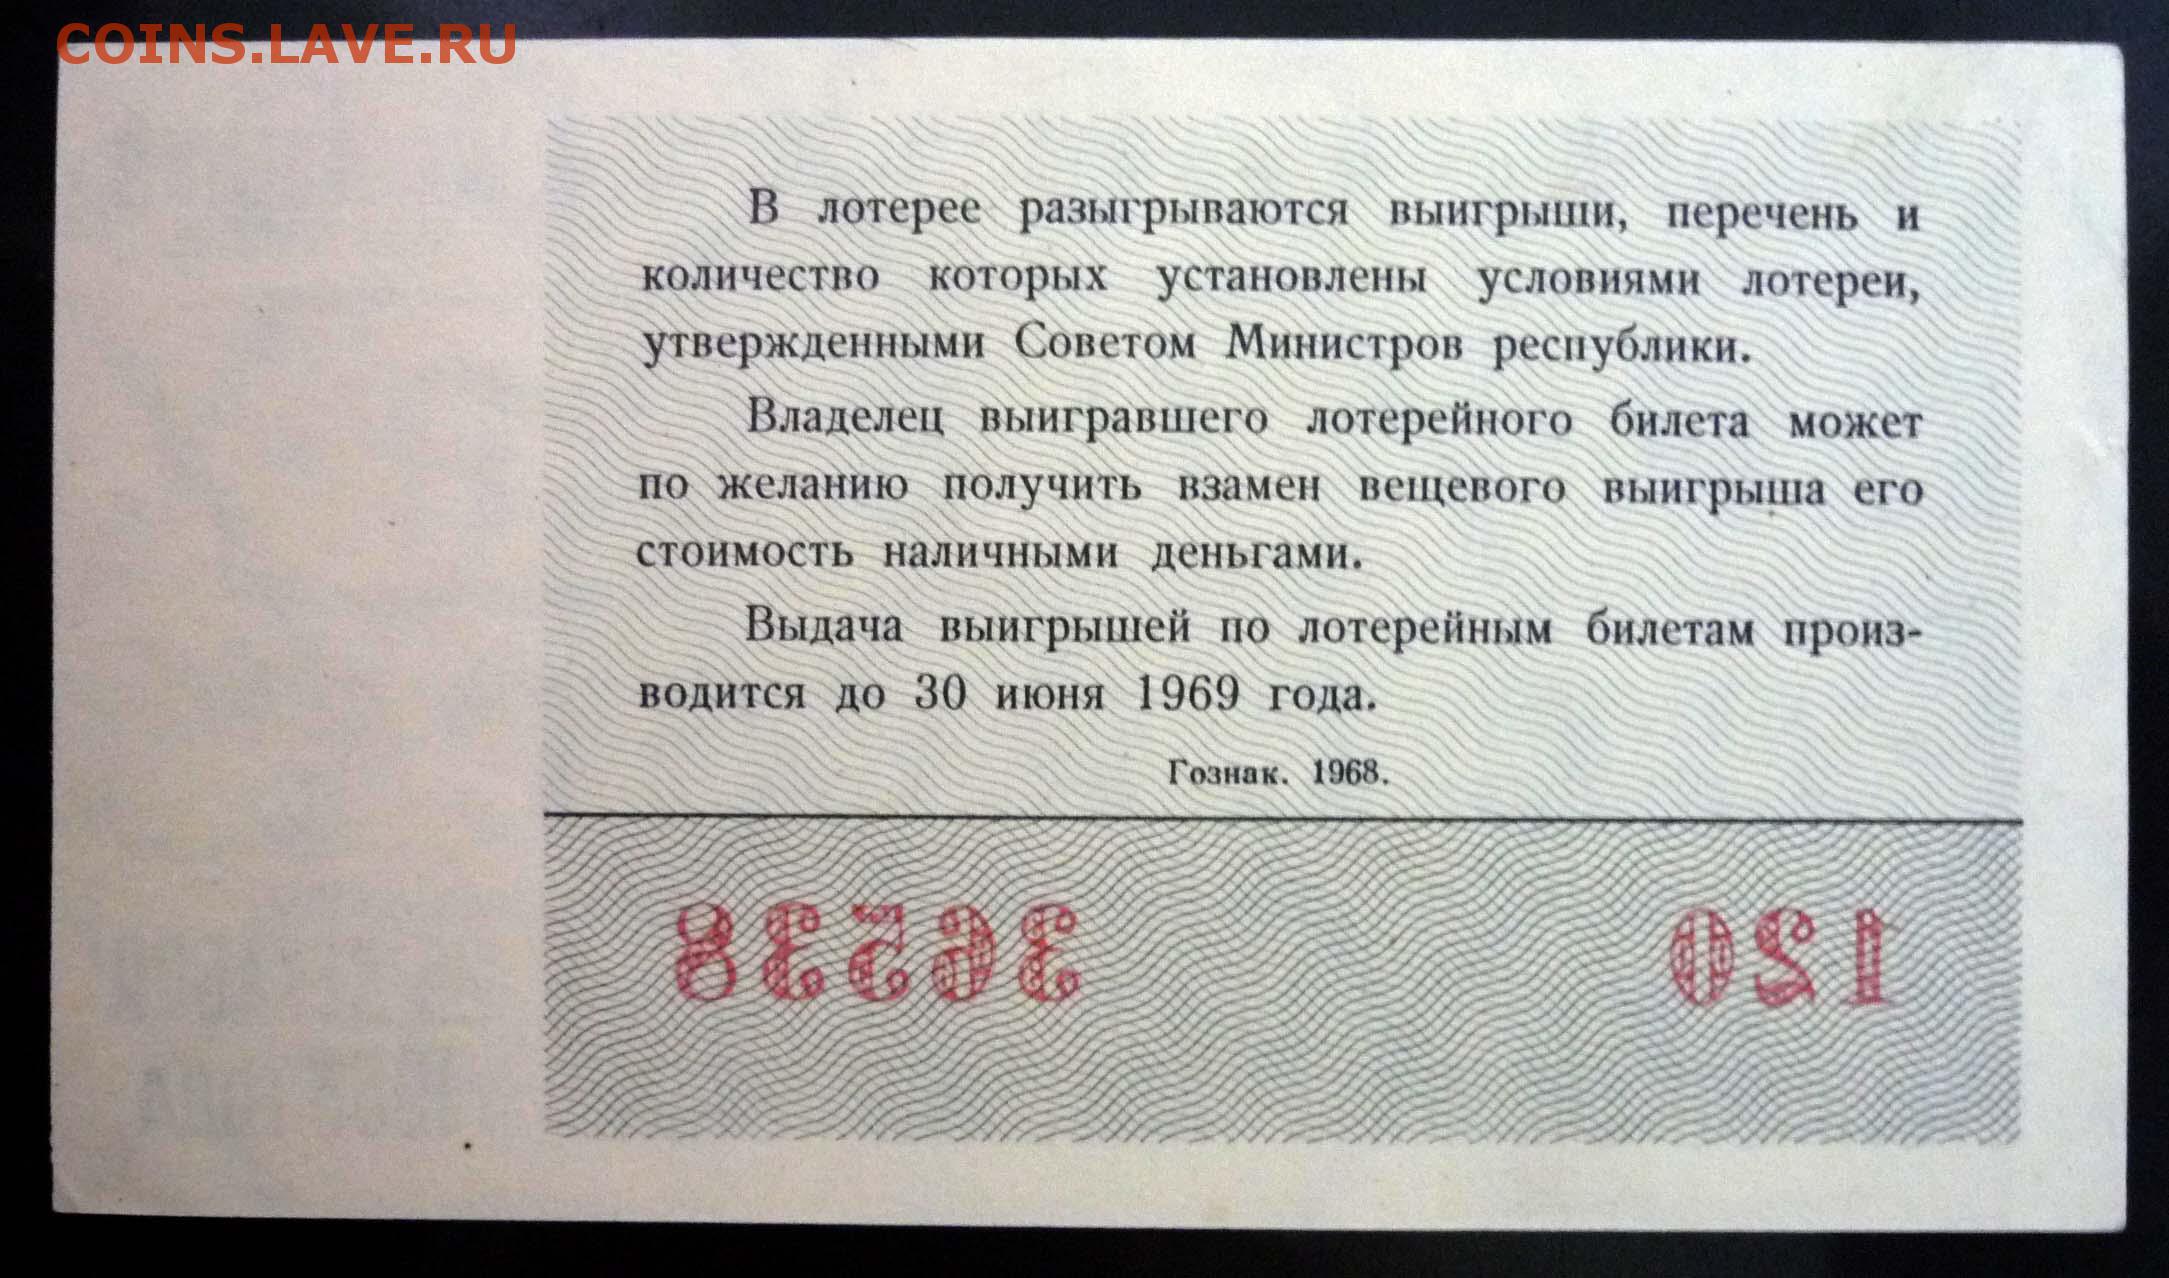 COINS.LAVE.RU
В лотерее разыгрываются выигрыши, перечень и
количество которых установлены условиями лотереи,
утвержденными Советом Министров республики.
Владелец выигравшего лотерейного билета может
по желанию получить взамен вещевого выигрыша его
стоимость наличными деньгами.
Выдача выигрышей по лотерейным билетам произ-
водится до 30 июня 1969 года.
Гознак. 1968.
120 36538